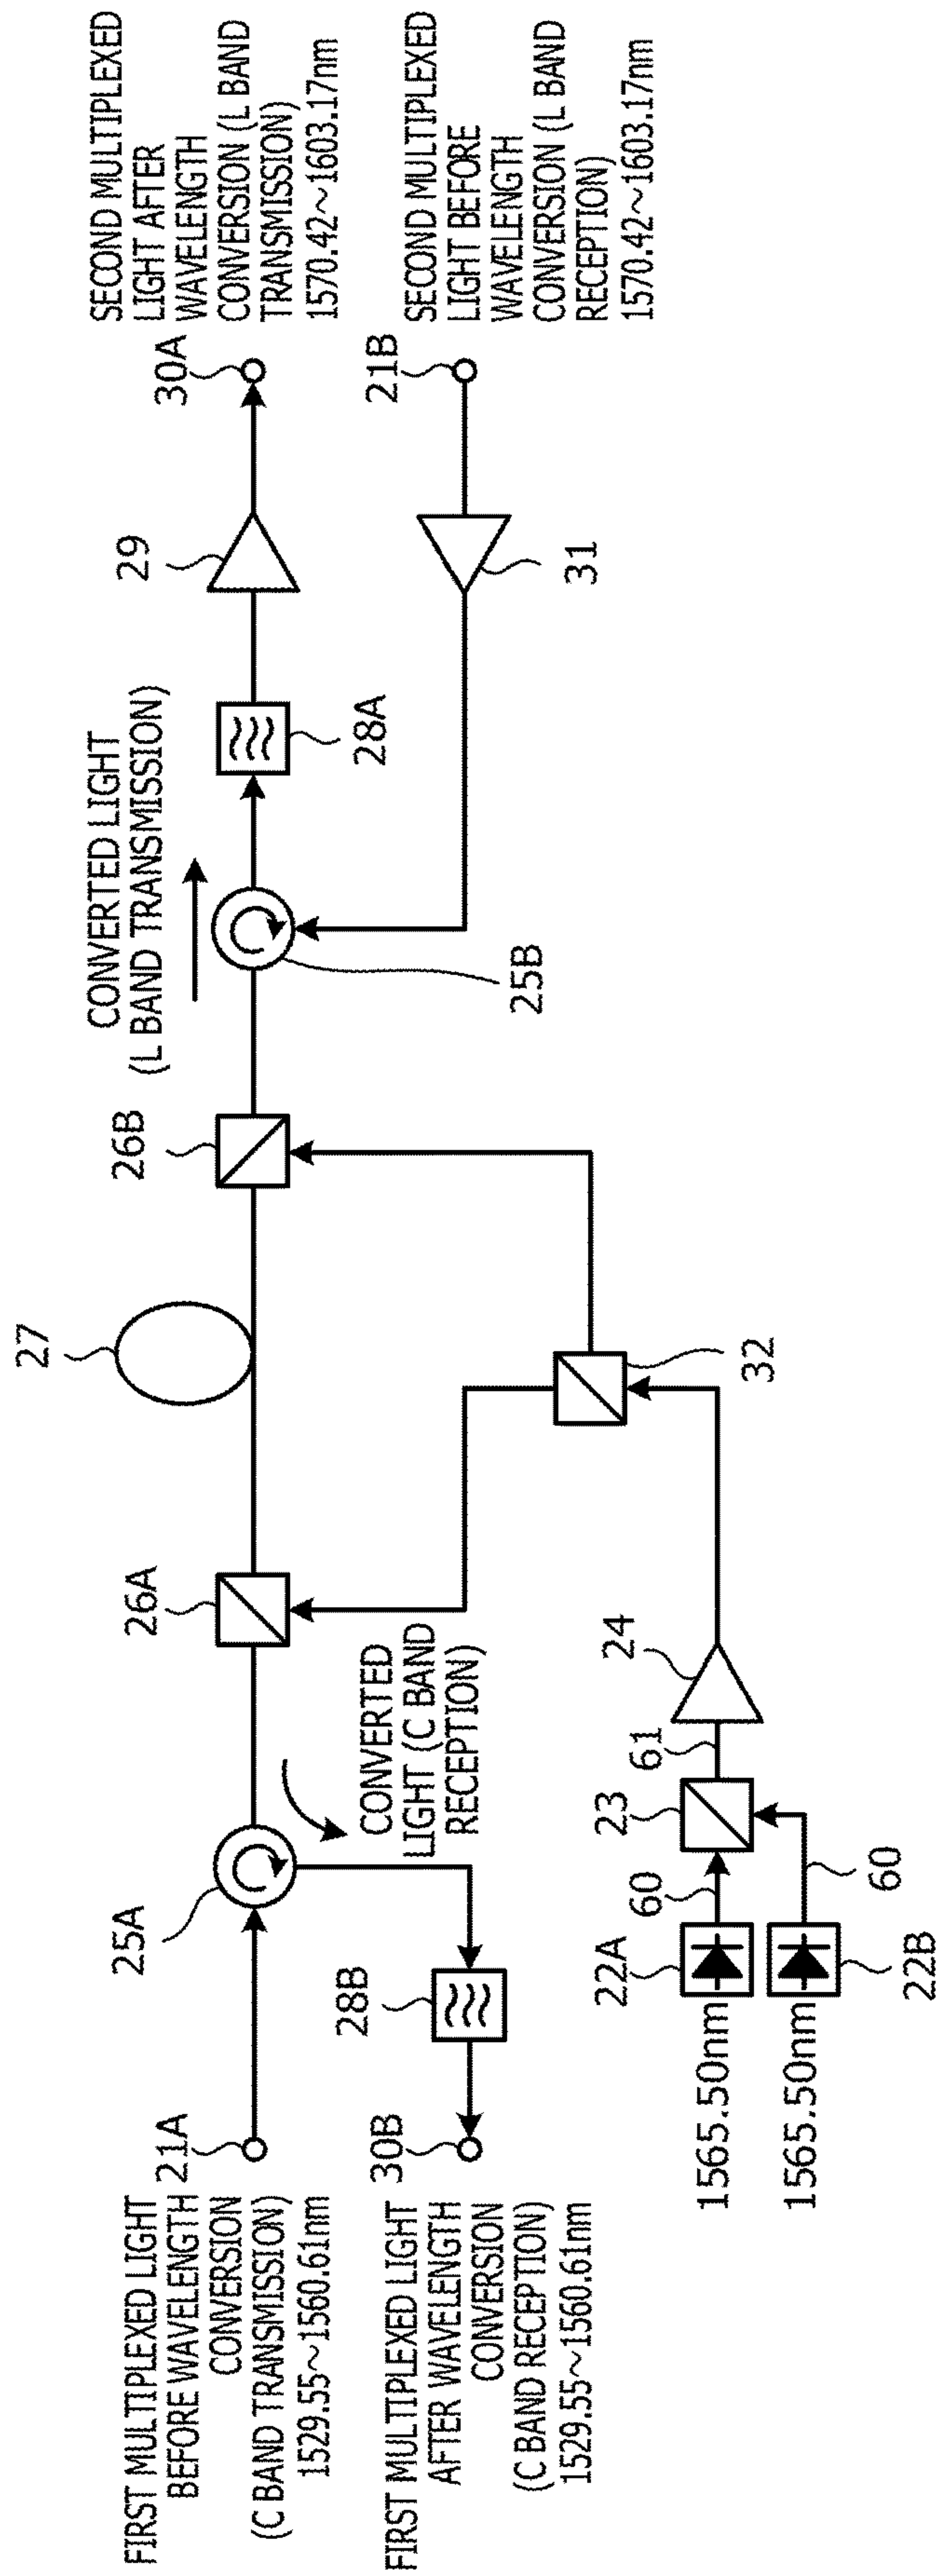 FIRST MULTIPLEXED LIGHT
BEFORE WAVELENGTH
CONVERSION
(C BAND TRANSMISSION)
1529.55~1560.61nm
21A
25A
26A
27
26B
CONVERTED LIGHT
(L BAND TRANSMISSION)
25B
28A
29
30A
SECOND MULTIPLEXED
LIGHT AFTER
WAVELENGTH
CONVERSION (L BAND
TRANSMISSION)
1570.42~1603.17nm
FIRST MULTIPLEXED LIGHT
AFTER WAVELENGTH
CONVERSION
(C BAND RECEPTION)
1529.55~1560.61nm
30B
28B
CONVERTED
LIGHT (C BAND
RECEPTION)
31
21B
SECOND MULTIPLEXED
LIGHT BEFORE
WAVELENGTH
CONVERSION (L BAND
RECEPTION)
1570.42~1603.17nm
32
1565.50nm
22A
60
23
61
24
1565.50nm
22B
60